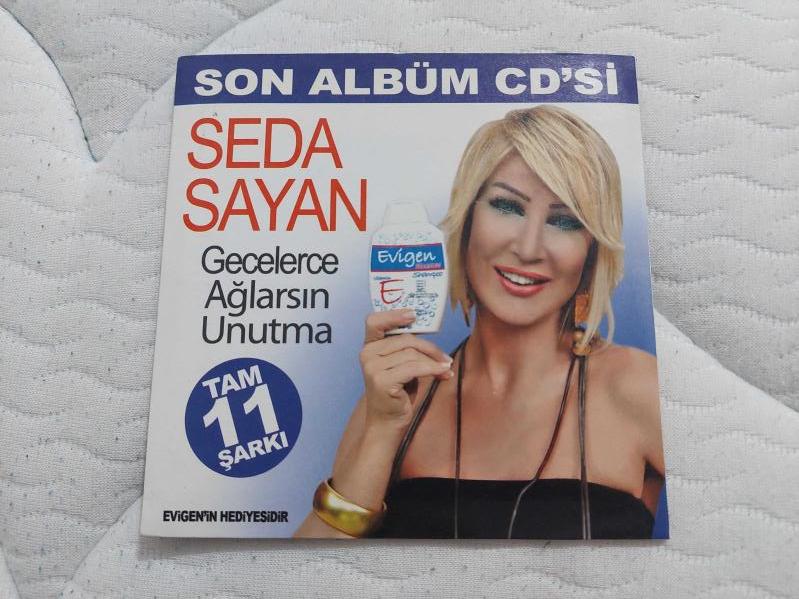 SON ALBÜM CD'Sİ
SEDA
SAYAN
Gecelerce
Ağlarsın
Unutma
TAM
11
ŞARKI
EVİGEN'İN HEDİYESİDİR
Evigen
E